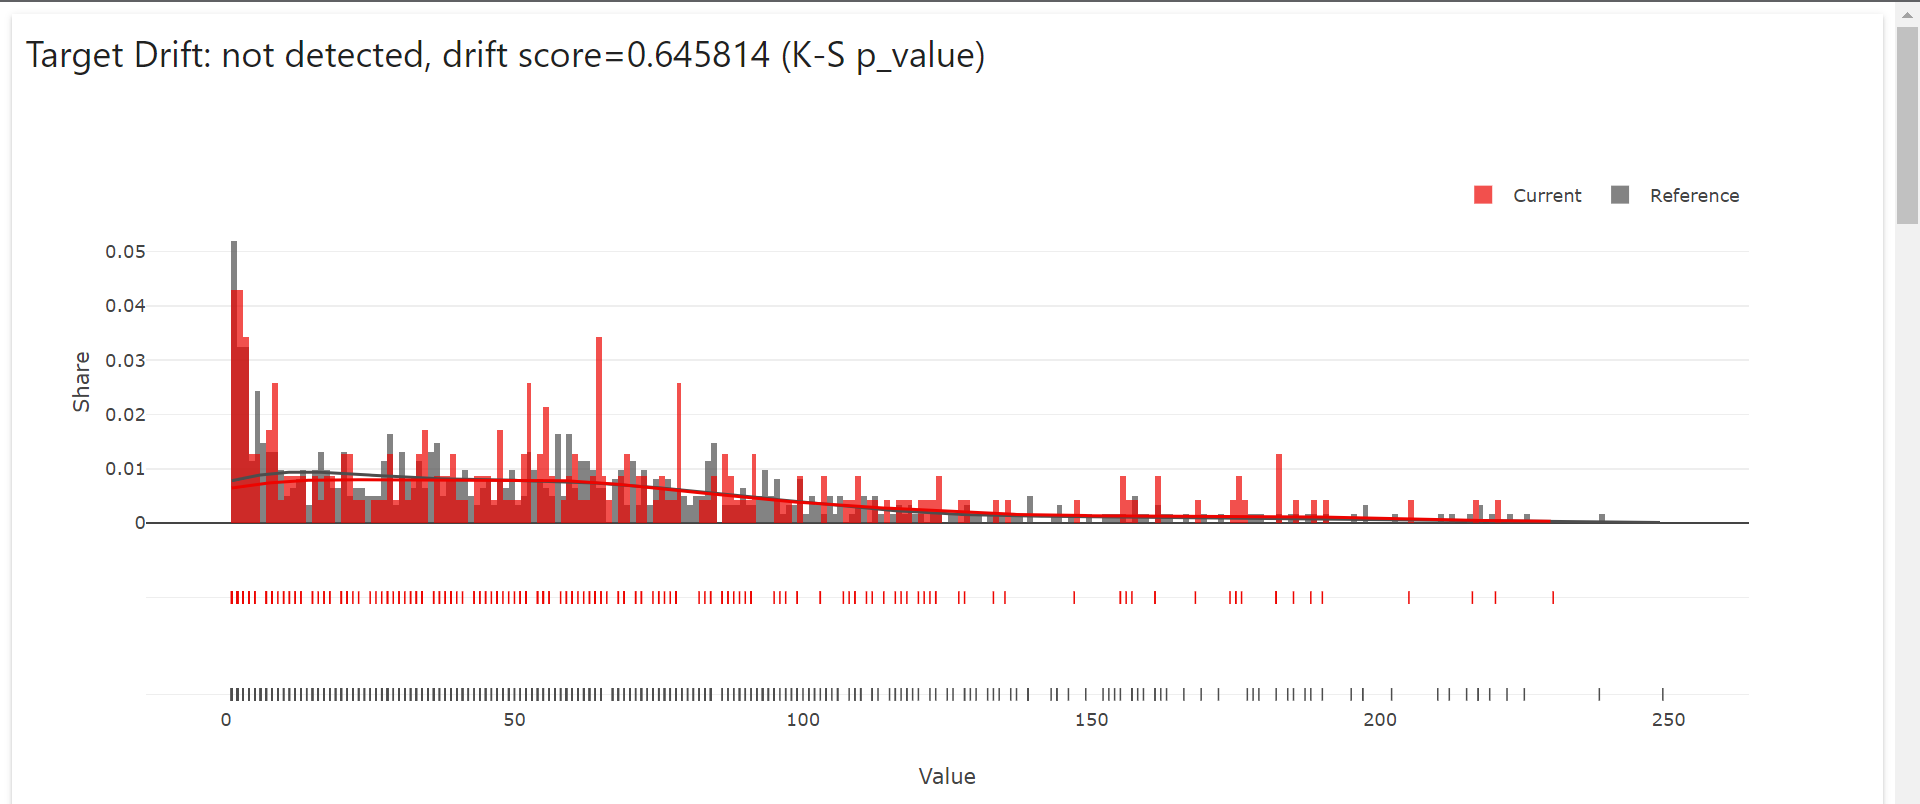 Target Drift: not detected, drift score=0.645814 (K-S p_value)
Current
Reference
0.05
0.04
0.03
0.02
0.01
0
Share
0
50
100
150
200
250
Value